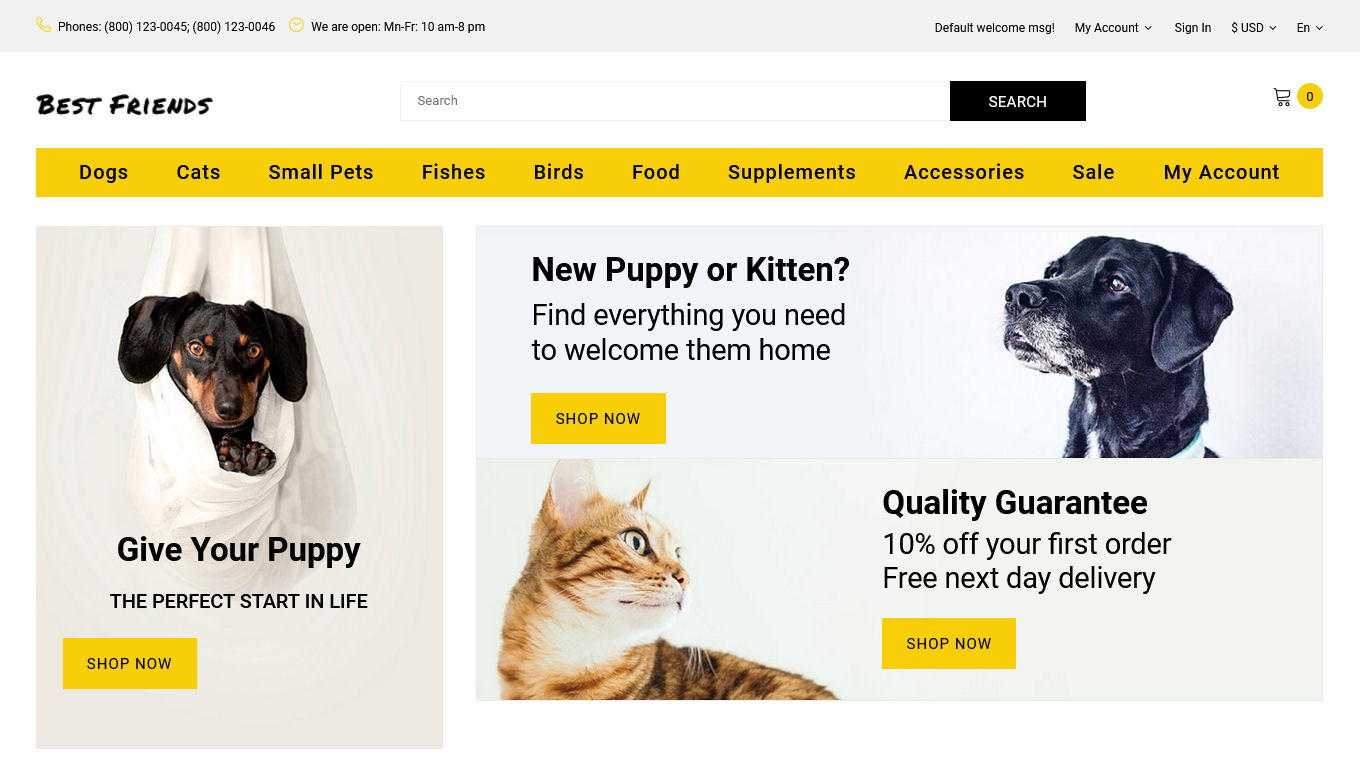 Phones: (800) 123-0045; (800) 123-0046
We are open: Mn-Fr: 10 am-8 pm
Default welcome msg!
My Account
Sign In
$ USD
En
Best Friends
Search
SEARCH
0
Dogs
Cats
Small Pets
Fishes
Birds
Food
Supplements
Accessories
Sale
My Account
Give Your Puppy
THE PERFECT START IN LIFE
SHOP NOW
New Puppy or Kitten?
Find everything you need
to welcome them home
SHOP NOW
Quality Guarantee
10% off your first order
Free next day delivery
SHOP NOW